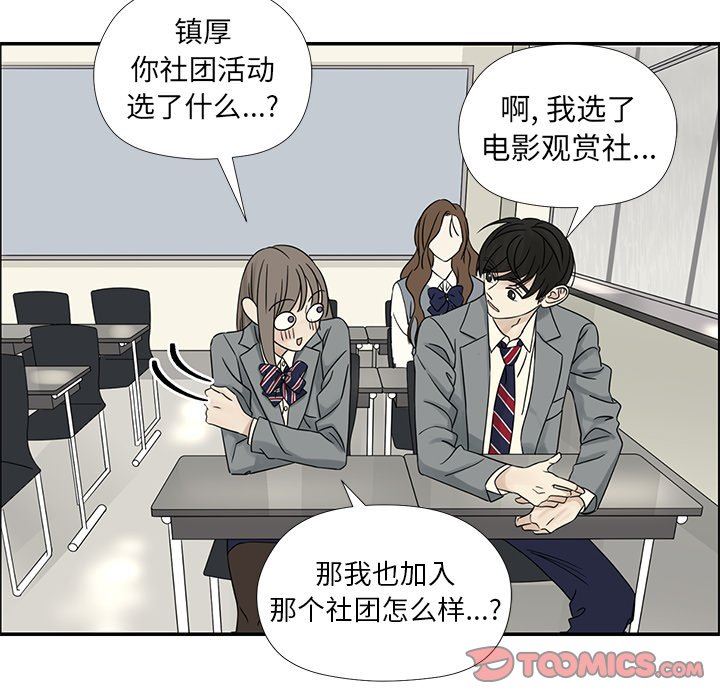 镇厚
你社团活动
选了什么...?
啊, 我选了
电影观赏社...
那我也加入
那个社团怎么样...?
TOOMICS.COM